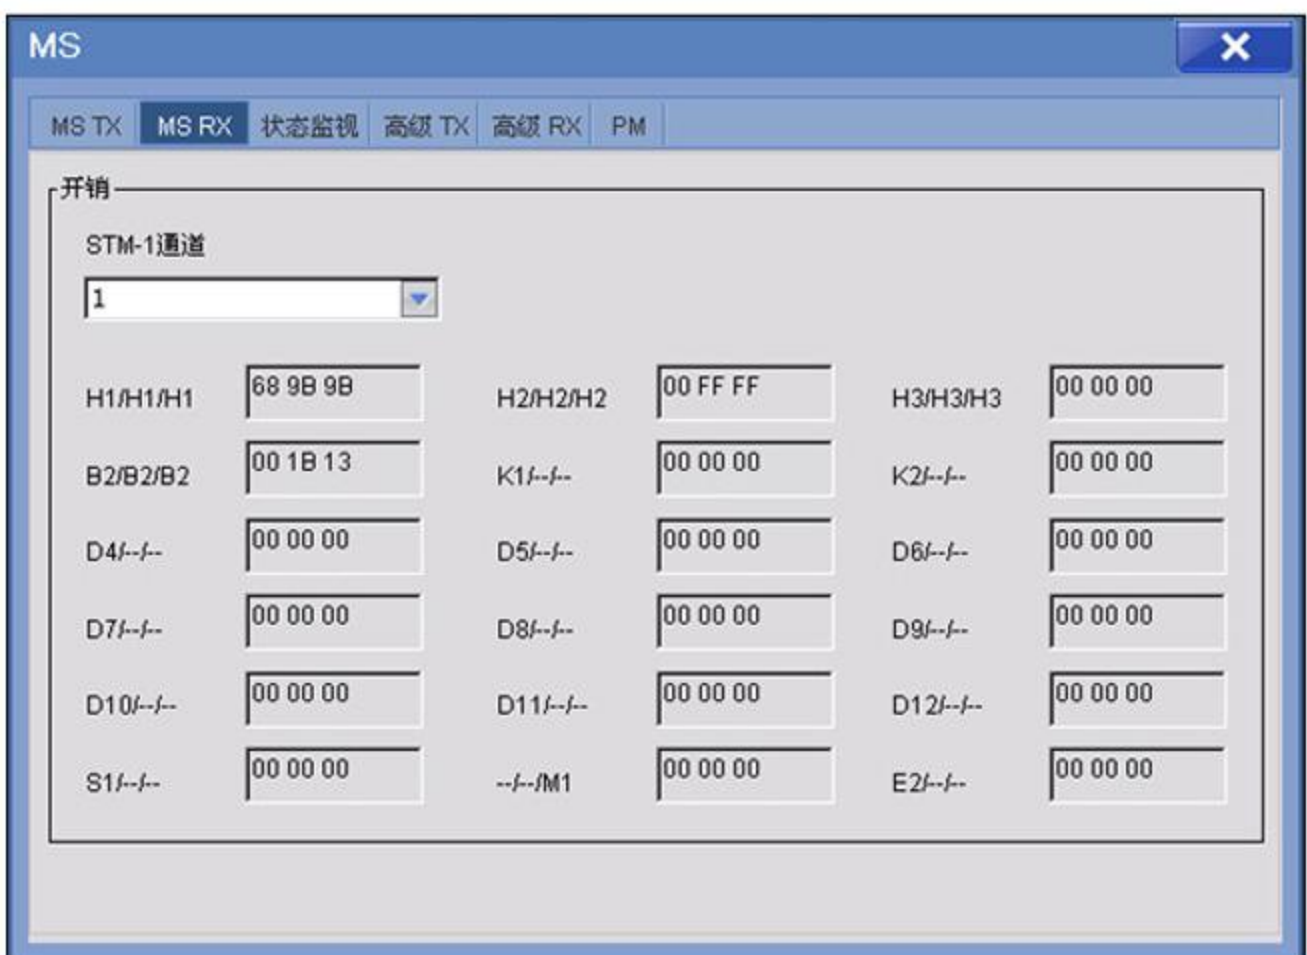 MS
MS TX MS RX 状态监视 高级 TX 高级 RX PM
开销
STM-1通道
1
H1/H1/H1 68 9B 9B H2/H2/H2 00 FF FF H3/H3/H3 00 00 00
B2/B2/B2 00 1B 13 K1/--/-- 00 00 00 K2/--/-- 00 00 00
D4/--/-- 00 00 00 D5/--/-- 00 00 00 D6/--/-- 00 00 00
D7/--/-- 00 00 00 D8/--/-- 00 00 00 D9/--/-- 00 00 00
D10/--/-- 00 00 00 D11/--/-- 00 00 00 D12/--/-- 00 00 00
S1/--/-- 00 00 00 --/--/M1 00 00 00 E2/--/-- 00 00 00